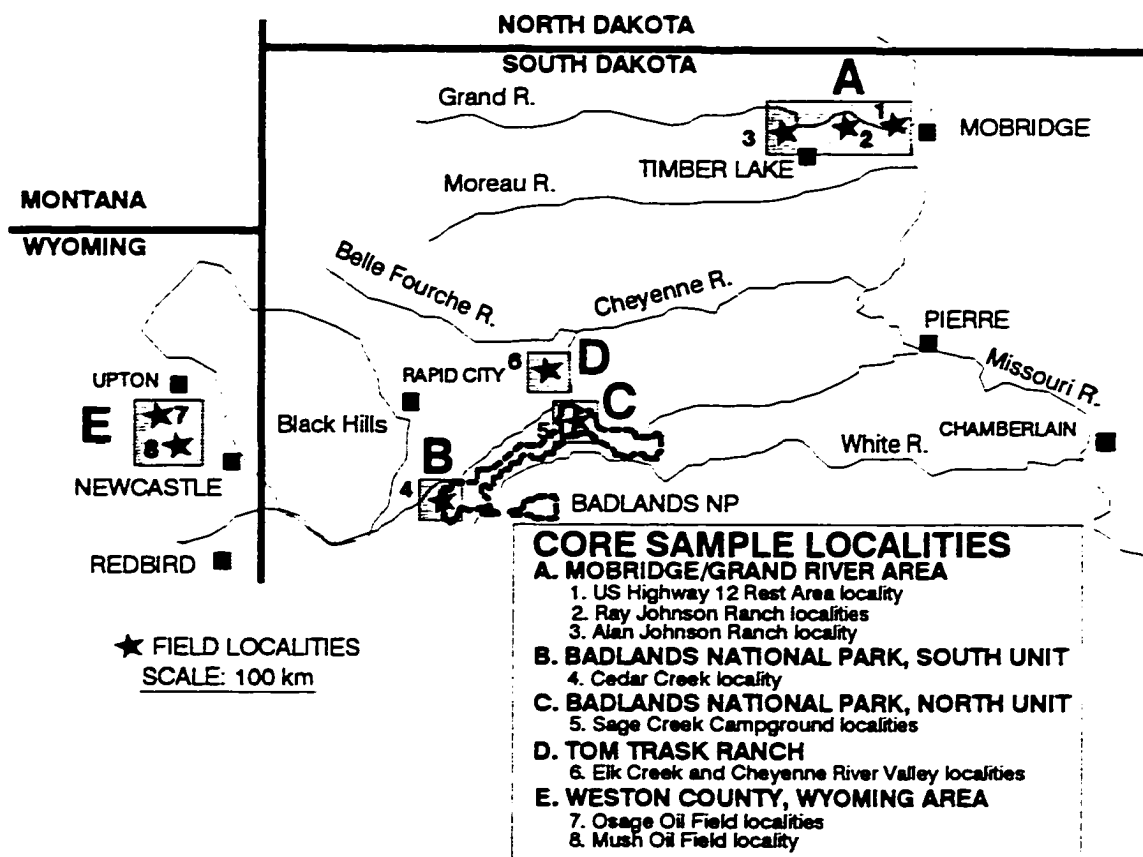 NORTH DAKOTA
SOUTH DAKOTA
A
Grand R.
1
2
3
MOBRIDGE
TIMBER LAKE
Moreau R.
MONTANA
WYOMING
Belle Fourche R.
Cheyenne R.
PIERRE
Missouri R.
6
D
UPTON
RAPID CITY
C
7
E
8
Black Hills
5
White R.
CHAMBERLAIN
B
4
NEWCASTLE
BADLANDS NP
REDBIRD
FIELD LOCALITIES
SCALE: 100 km
CORE SAMPLE LOCALITIES
A. MOBRIDGE/GRAND RIVER AREA
1. US Highway 12 Rest Area locality
2. Ray Johnson Ranch localities
3. Alan Johnson Ranch locality
B. BADLANDS NATIONAL PARK, SOUTH UNIT
4. Cedar Creek locality
C. BADLANDS NATIONAL PARK, NORTH UNIT
5. Sage Creek Campground localities
D. TOM TRASK RANCH
6. Elk Creek and Cheyenne River Valley localities
E. WESTON COUNTY, WYOMING AREA
7. Osage Oil Field localities
8. Mush Oil Field locality